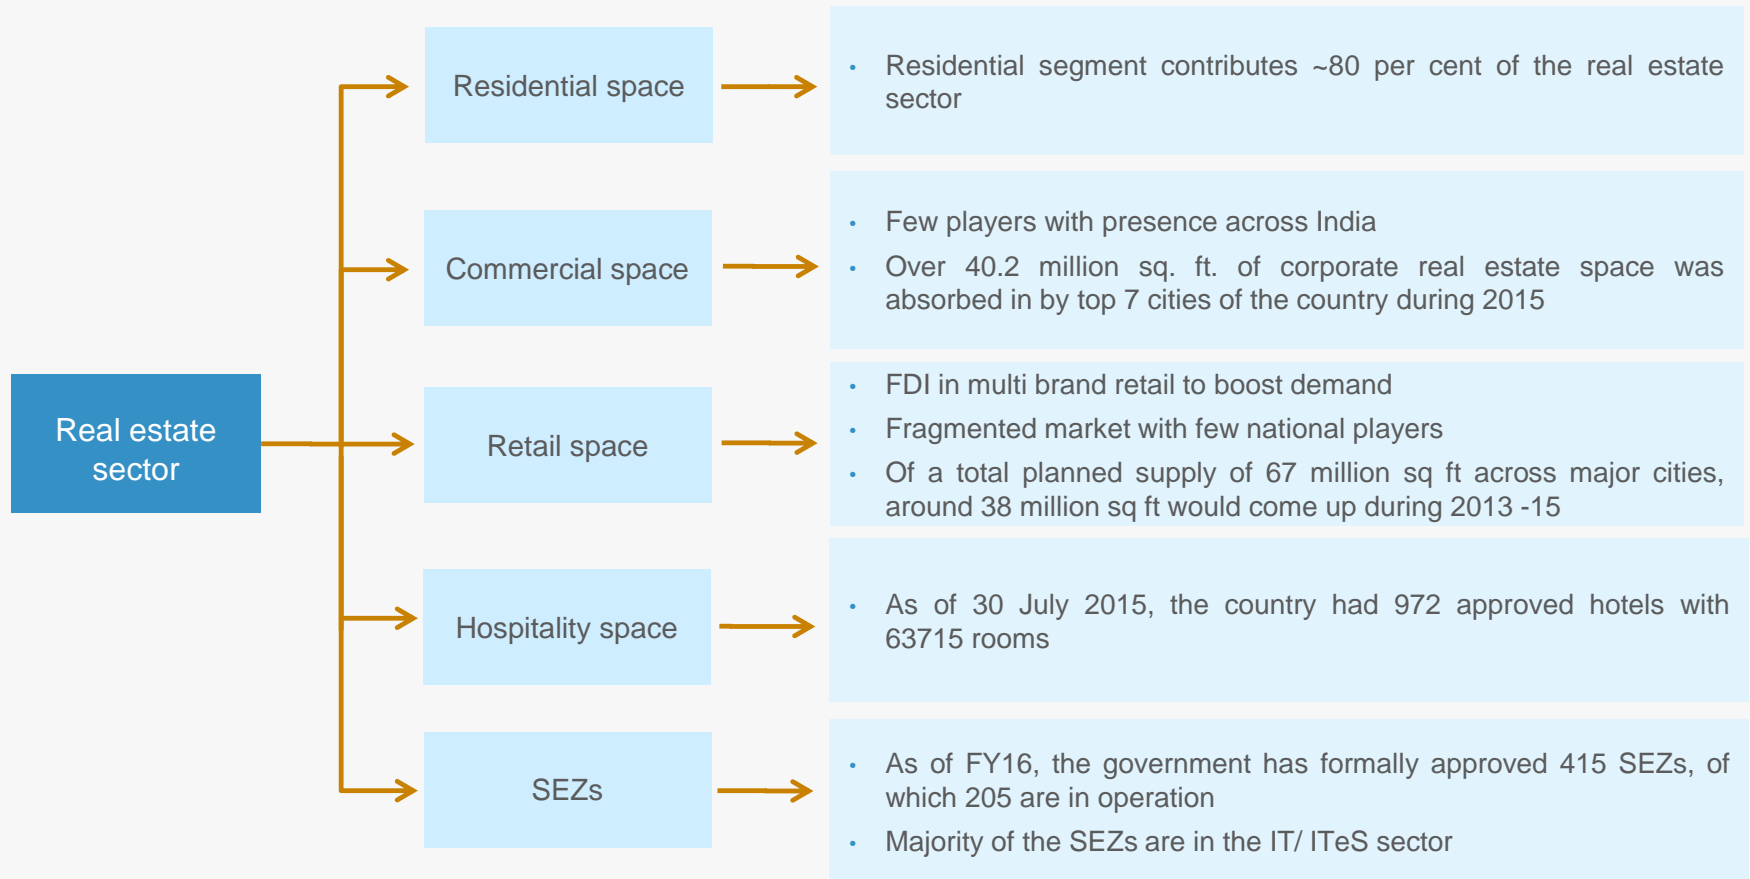 Real estate
sector
Residential space
• Residential segment contributes ~80 per cent of the real estate
sector
Commercial space
• Few players with presence across India
• Over 40.2 million sq. ft. of corporate real estate space was
absorbed in by top 7 cities of the country during 2015
Retail space
• FDI in multi brand retail to boost demand
• Fragmented market with few national players
• Of a total planned supply of 67 million sq ft across major cities,
around 38 million sq ft would come up during 2013 -15
Hospitality space
• As of 30 July 2015, the country had 972 approved hotels with
63715 rooms
SEZs
• As of FY16, the government has formally approved 415 SEZs, of
which 205 are in operation
• Majority of the SEZs are in the IT/ ITeS sector